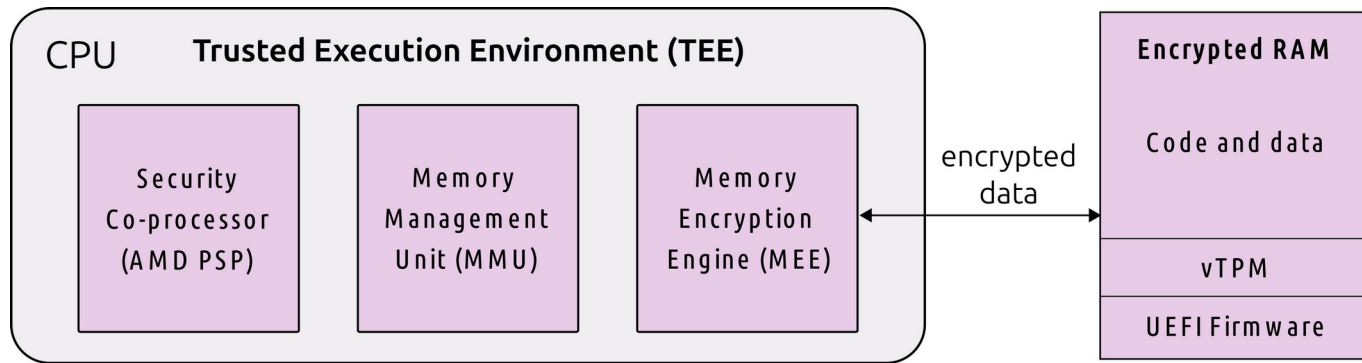 CPU
Trusted Execution Environment (TEE)
Security
Co-processor
(AMD PSP)
Memory
Management
Unit (MMU)
Memory
Encryption
Engine (MEE)
encrypted
data
Encrypted RAM
Code and data
vTPM
UEFI Firmware